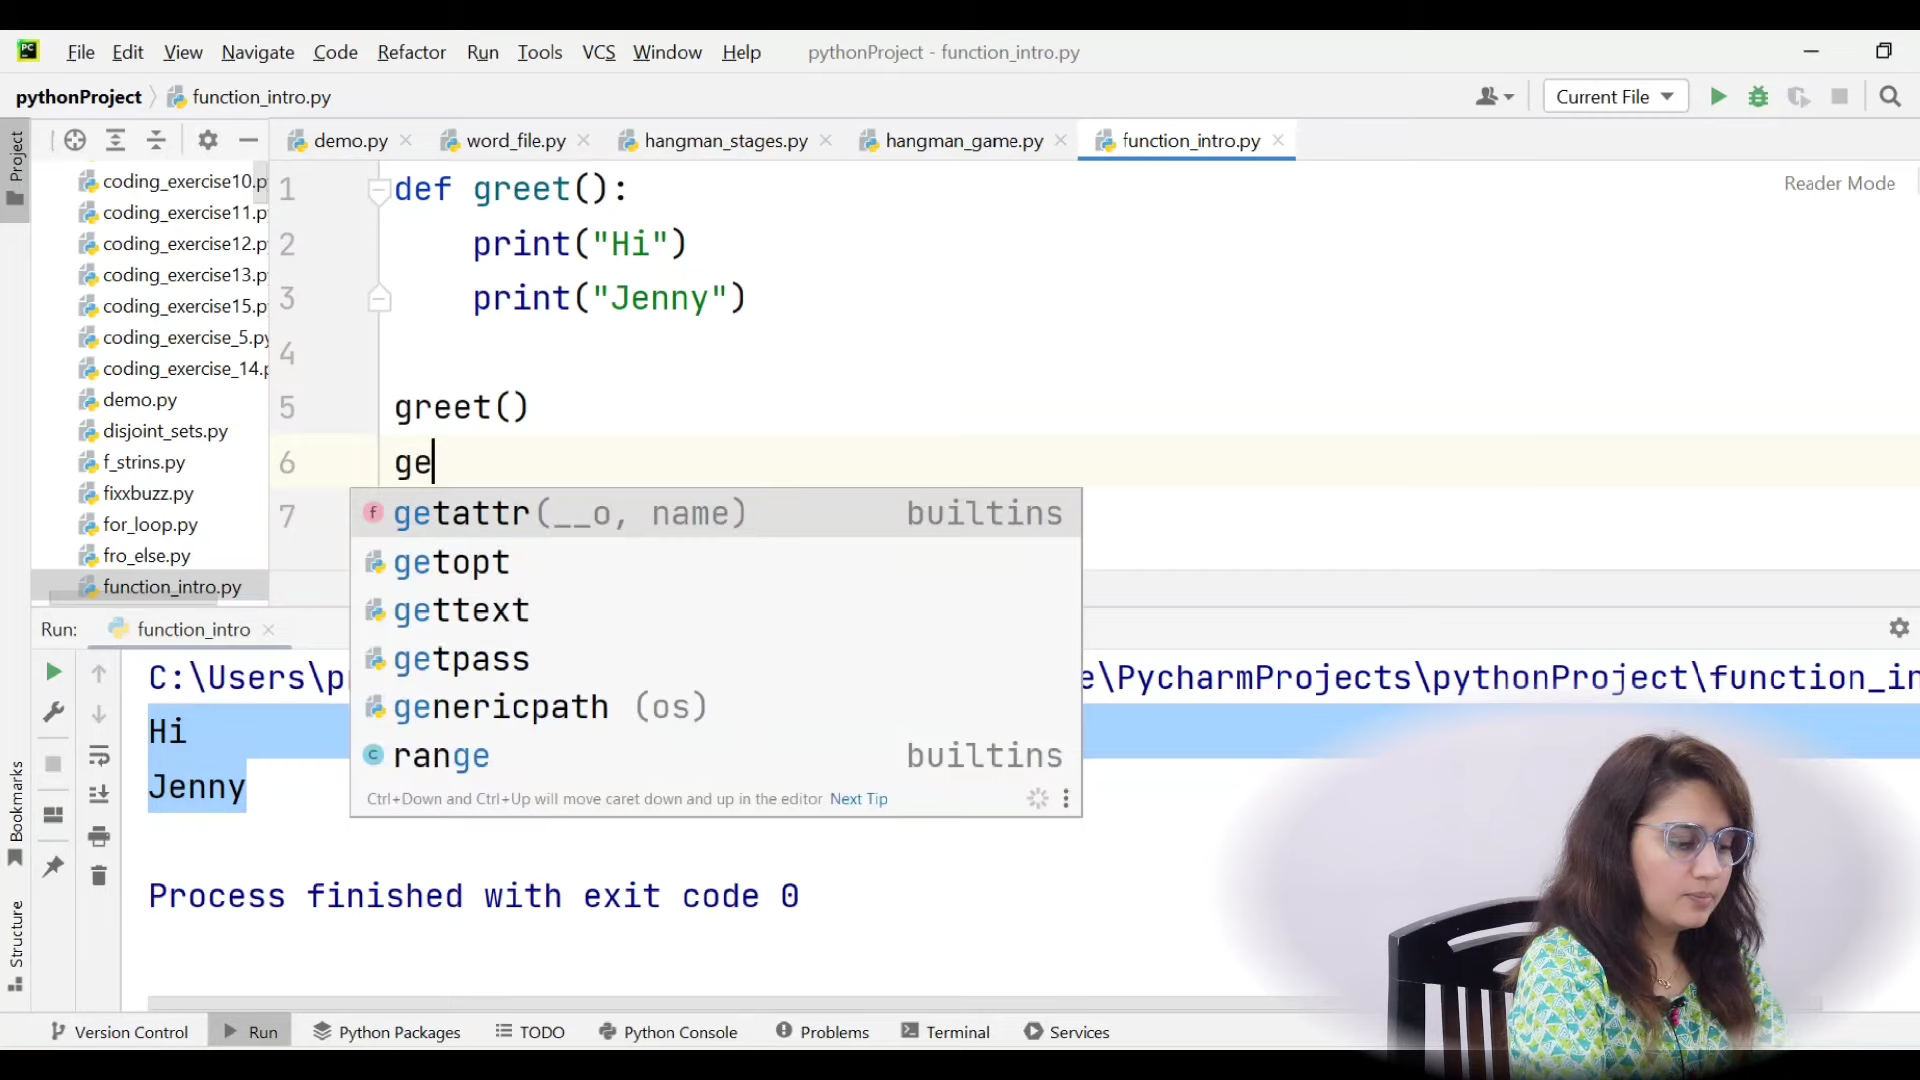 PC File Edit View Navigate Code Refactor Run Tools VCS Window Help pythonProject - function_intro.py
pythonProject function_intro.py Current File
Project
demo.py word_file.py hangman_stages.py hangman_game.py function_intro.py
coding_exercise10.p
coding_exercise11.p
coding_exercise12.p
coding_exercise13.p
coding_exercise15.p
coding_exercise_5.py
coding_exercise_14.p
demo.py
disjoint_sets.py
f_strins.py
fixxbuzz.py
for_loop.py
fro_else.py
function_intro.py
Reader Mode
1 def greet():
2 print("Hi")
3 print("Jenny")
4
5 greet()
6 ge
7
getattr(__o, name) builtins
getopt
gettext
getpass
genericpath (os)
range builtins
Ctrl+Down and Ctrl+Up will move caret down and up in the editor Next Tip
Run: function_intro
C:\Users\p e\PycharmProjects\pythonProject\function_in
Hi
Jenny
Process finished with exit code 0
Bookmarks
Structure
Version Control Run Python Packages TODO Python Console Problems Terminal Services